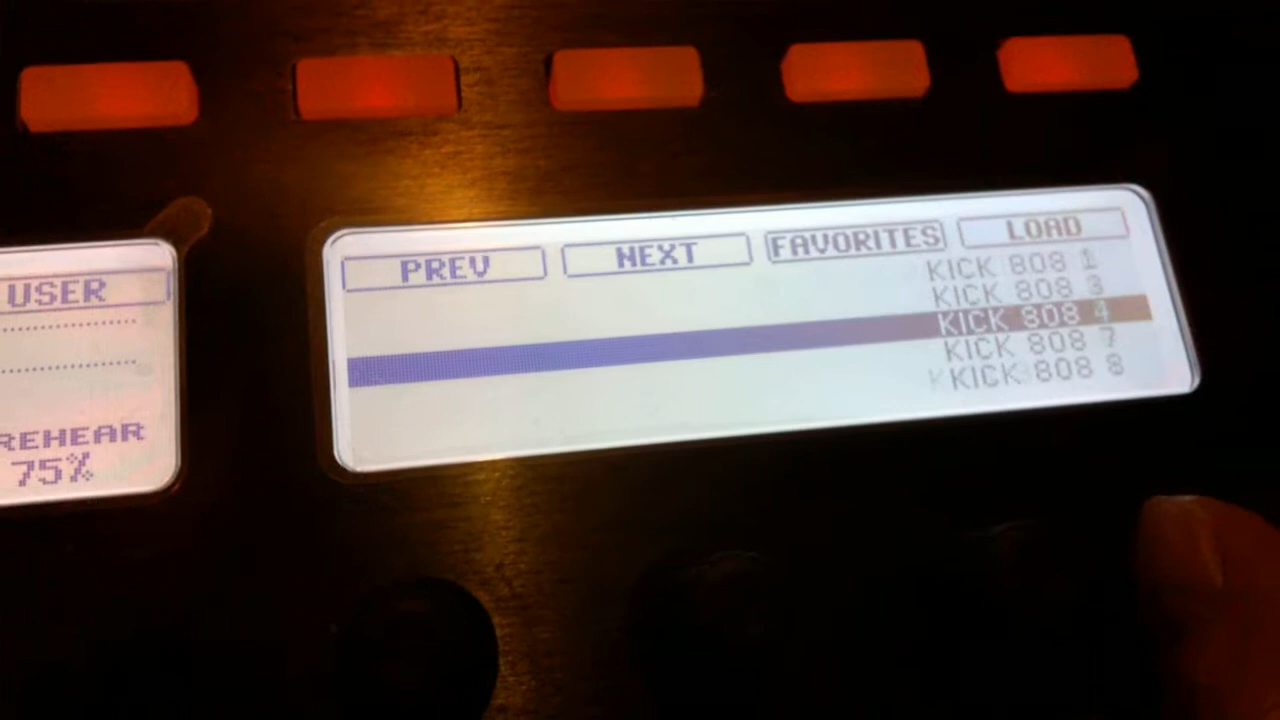 USER
REHEAR
75%
PREV NEXT FAVORITES LOAD
KICK 808 1
KICK 808 3
KICK 808 4
KICK 808 7
KICK 808 8